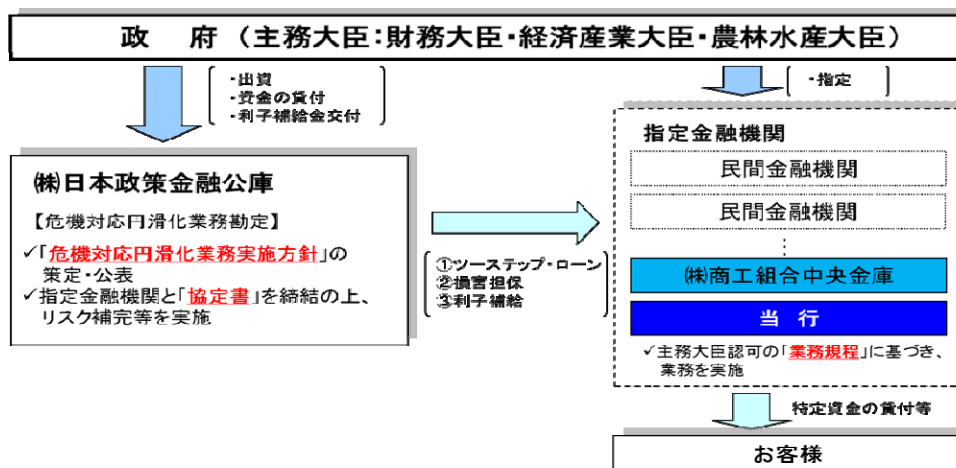 政　府（主務大臣：財務大臣・経済産業大臣・農林水産大臣）
・出資
・資金の貸付
・利子補給金交付
・指定
㈱日本政策金融公庫
【危機対応円滑化業務勘定】
✓「危機対応円滑化業務実施方針」の
策定・公表
✓指定金融機関と「協定書」を締結の上、
リスク補完等を実施
①ツーステップ・ローン
②損害担保
③利子補給
指定金融機関
民間金融機関
民間金融機関
⋮
㈱商工組合中央金庫
当　行
✓主務大臣認可の「業務規程」に基づき、
業務を実施
特定資金の貸付等
お客様